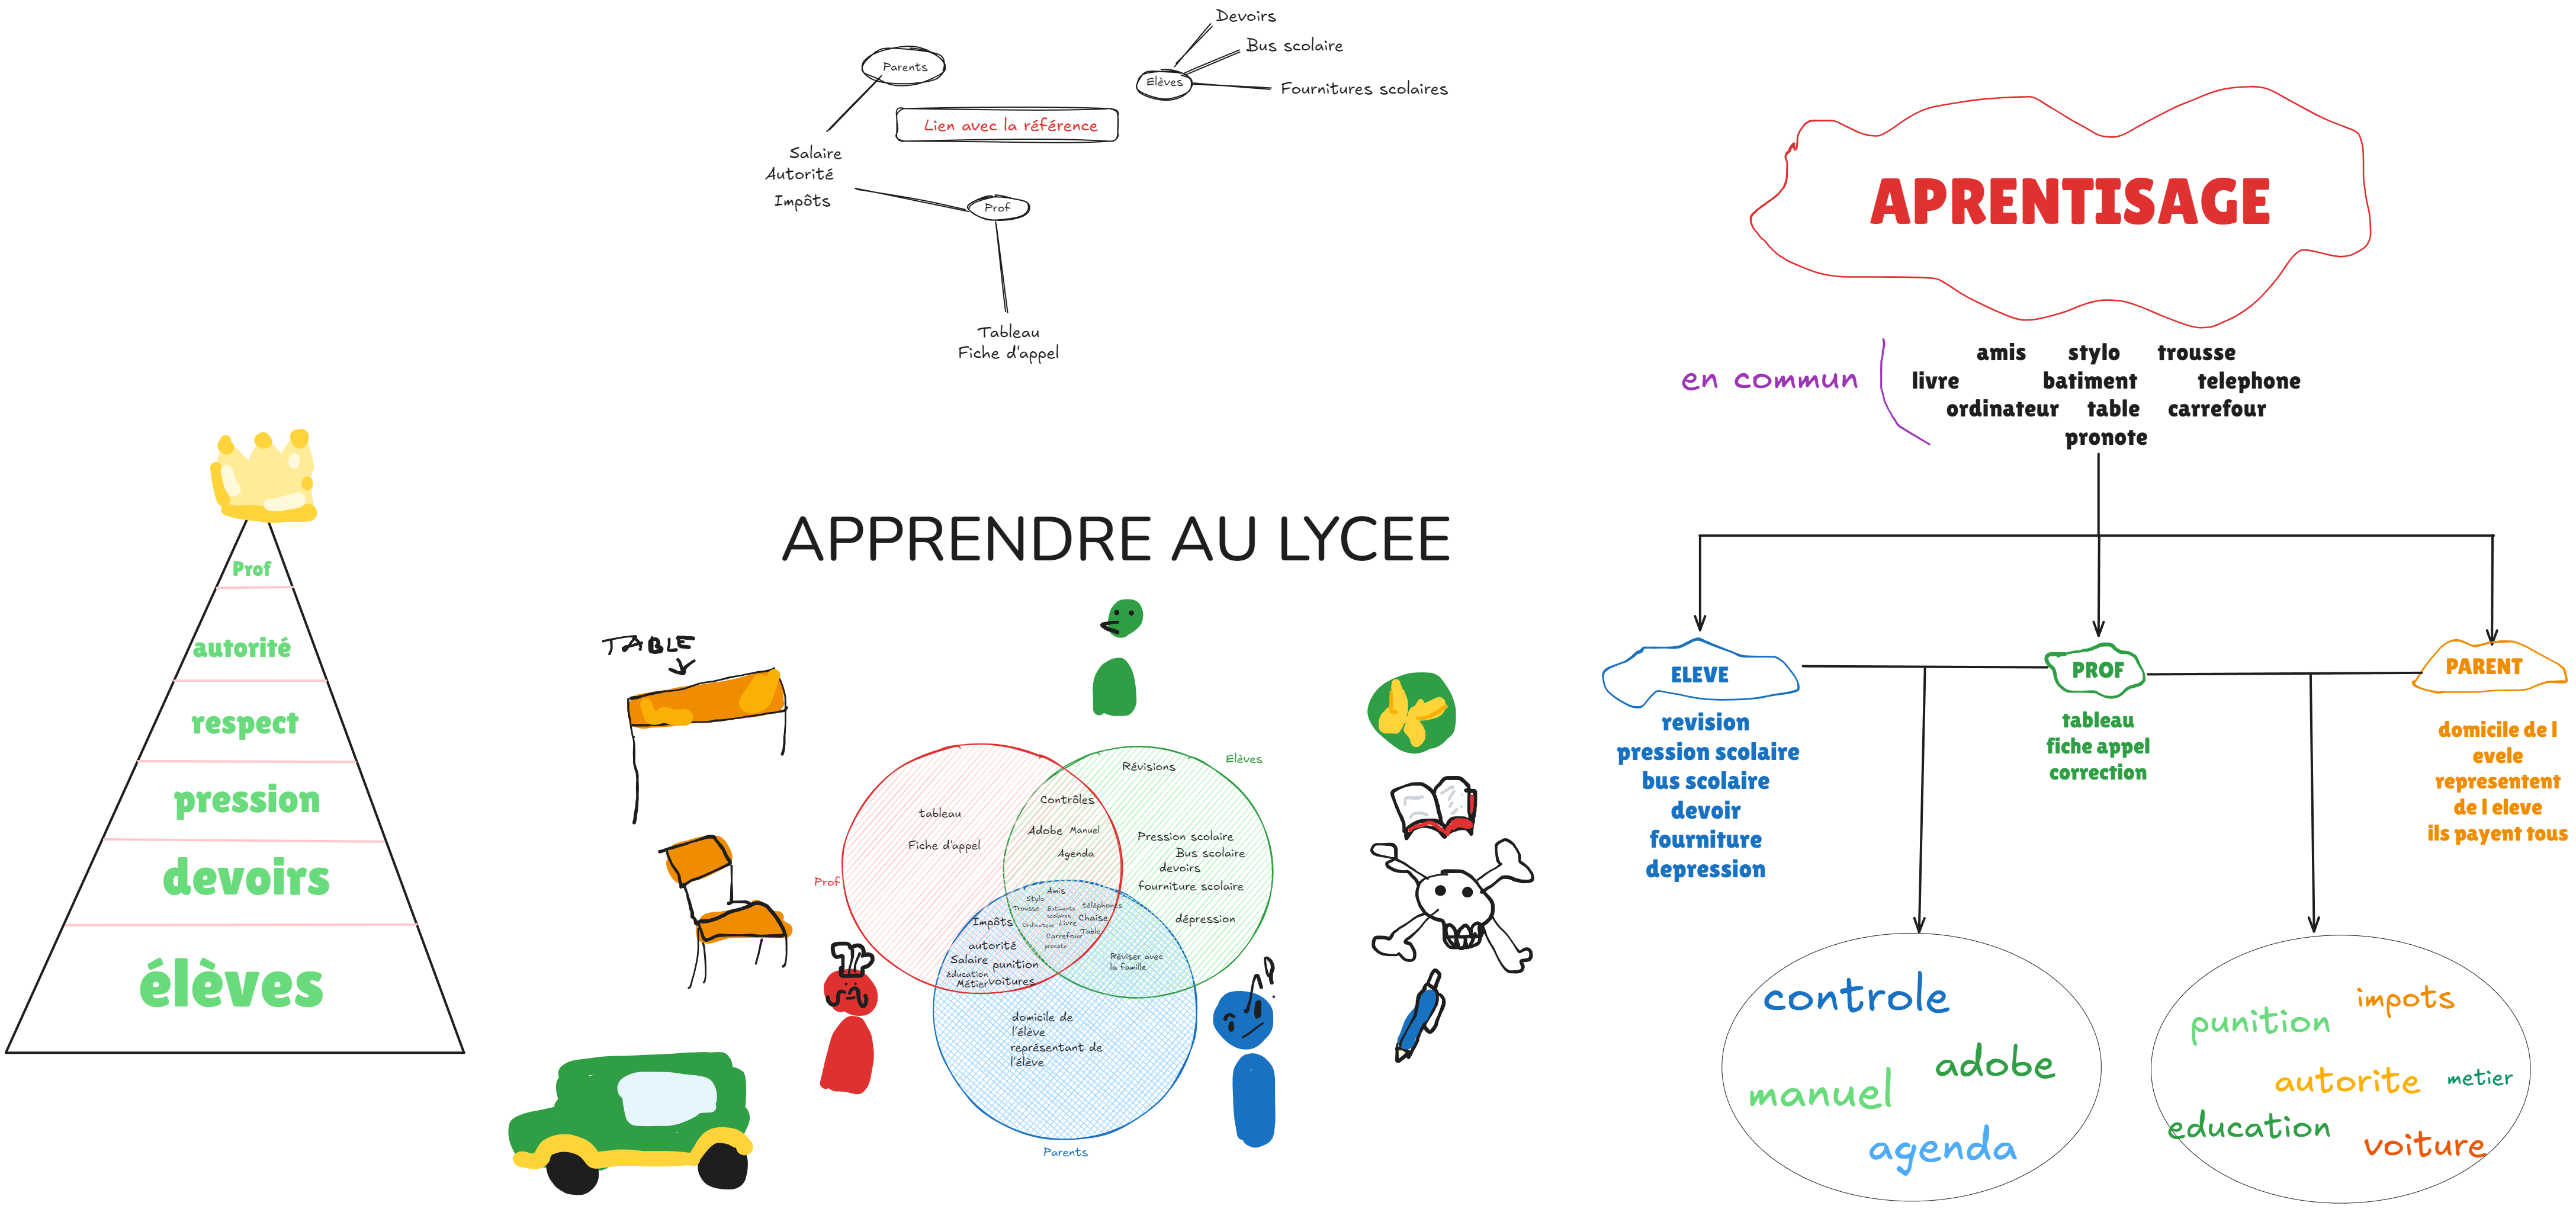 Devoirs
Bus scolaire
Parents
Elèves
Fournitures scolaires
Lien avec la référence
Salaire
Autorité
Impôts
Prof
Tableau
Fiche d'appel
APRENTISAGE
en commun
amis stylo trousse
livre batiment telephone
ordinateur table carrefour
pronote
Prof
autorité
respect
pression
devoirs
élèves
APPRENDRE AU LYCEE
TABLE
Elèves
Révisions
Contrôles
tableau
Adobe Manuel
Pression scolaire
Fiche d'appel
Agenda
Bus scolaire
devoirs
Prof
fourniture scolaire
Amis
Stylo
Trousse
Batiments
scolaires
téléphones
Impôts
Ordinateur
Livre
Chaise
dépression
Carrefour
Table
pronote
autorité
Salaire
punition
éducation
Métier
voitures
Réviser avec
la famille
domicile de
l'élève
représentant de
l'élève
Parents
ELEVE
revision
pression scolaire
bus scolaire
devoir
fourniture
depression
PROF
tableau
fiche appel
correction
PARENT
domicile de l
evele
representent
de l eleve
ils payent tous
controle
adobe
manuel
agenda
impots
punition
autorite
metier
education
voiture